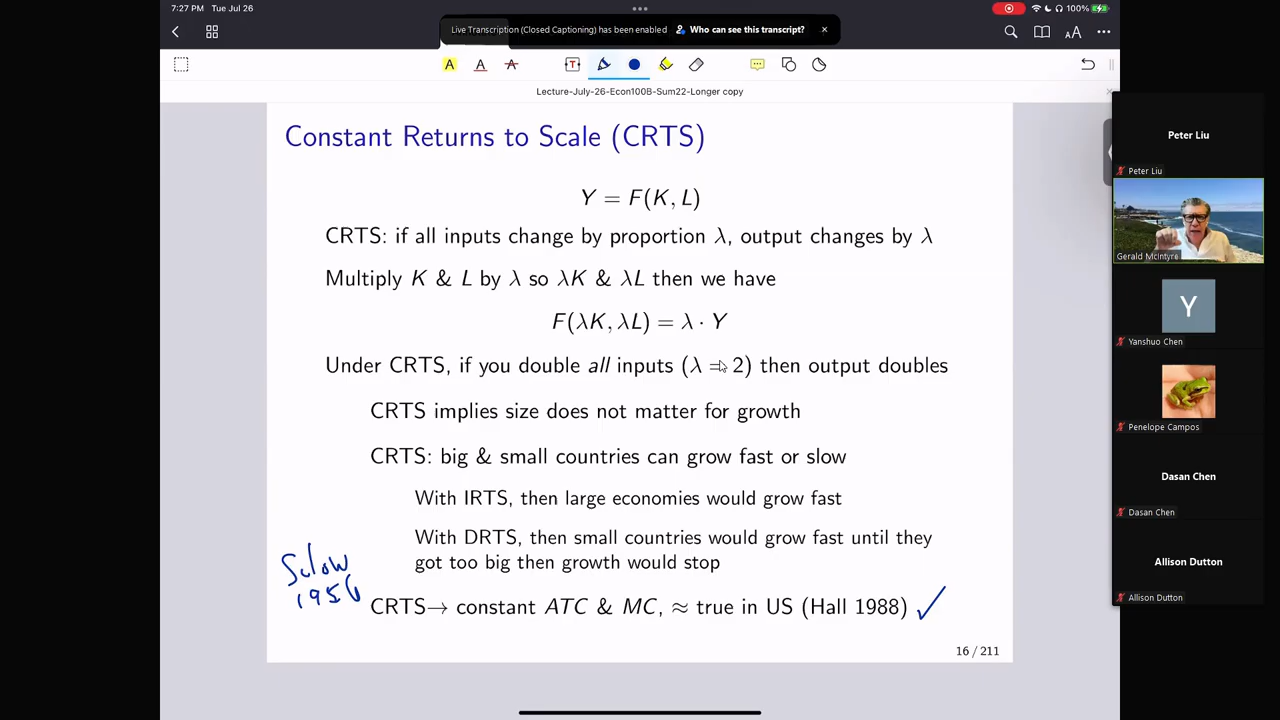 7:27 PM Tue Jul 26
100%
Live Transcription (Closed Captioning) has been enabled Who can see this transcript?
Lecture-July-26-Econ100B-Sum22-Longer copy
Constant Returns to Scale (CRTS)
Y = F(K, L)
CRTS: if all inputs change by proportion λ, output changes by λ
Multiply K & L by λ so λK & λL then we have
F(λK, λL) = λ · Y
Under CRTS, if you double all inputs (λ = 2) then output doubles
CRTS implies size does not matter for growth
CRTS: big & small countries can grow fast or slow
With IRTS, then large economies would grow fast
With DRTS, then small countries would grow fast until they
got too big then growth would stop
Solow
1956
CRTS→ constant ATC & MC, ≈ true in US (Hall 1988) ✓
16 / 211
Peter Liu
Peter Liu
Gerald McIntyre
Y
Yanshuo Chen
Penelope Campos
Dasan Chen
Dasan Chen
Allison Dutton
Allison Dutton